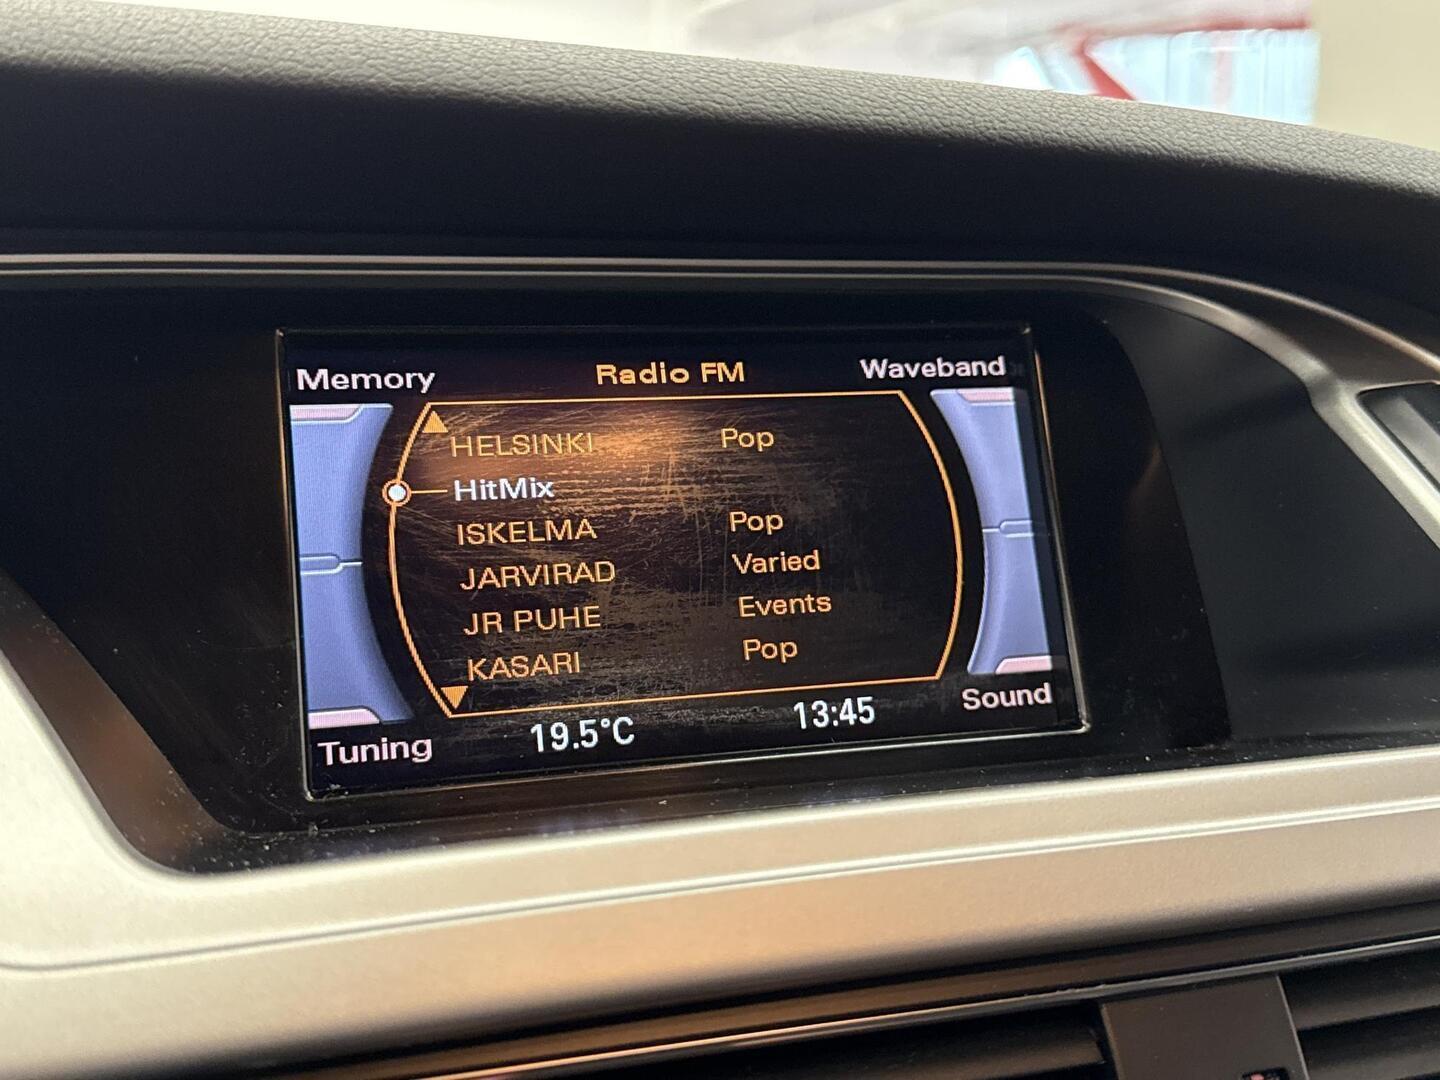 Memory Radio FM Waveband
HELSINKI Pop
HitMix
ISKELMA Pop
JARVIRAD Varied
JR PUHE Events
KASARI Pop
Tuning 19.5°C 13:45 Sound